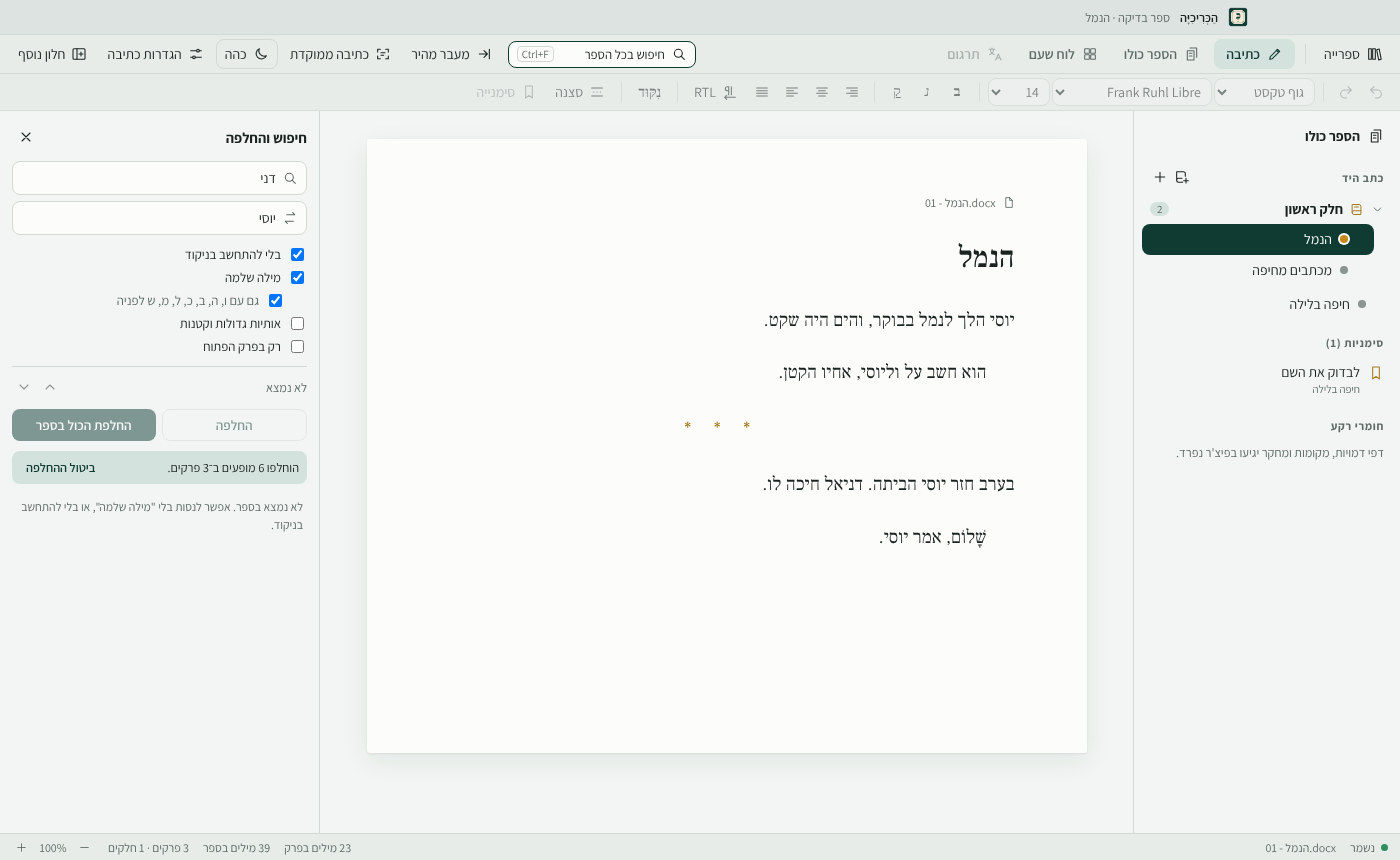 הַכְּרִיכִיָּה ספר בדיקה · הנמל
ספרייה כתיבה הספר כולו לוח שעם תרגום חיפוש בכל הספר Ctrl+F מעבר מהיר כתיבה ממוקדת כהה הגדרות כתיבה חלון נוסף
גוף טקסט Frank Ruhl Libre 14 ב נ ק RTL נִקּוּד סצנה סימנייה
הספר כולו
כתב היד
חלק ראשון 2
הנמל
מכתבים מחיפה
חיפה בלילה
סימניות (1)
לבדוק את השם
חיפה בלילה
חומרי רקע
דפי דמויות, מקומות ומחקר יגיעו בפיצ'ר נפרד.
01 - הנמל.docx
הנמל
יוסי הלך לנמל בבוקר, והים היה שקט.
הוא חשב על וליוסי, אחיו הקטן.
* * *
בערב חזר יוסי הביתה. דניאל חיכה לו.
שָׁלוֹם, אמר יוסי.
חיפוש והחלפה
דני
יוסי
בלי להתחשב בניקוד
מילה שלמה
גם עם ו, ה, ב, כ, ל, מ, ש לפניה
אותיות גדולות וקטנות
רק בפרק הפתוח
לא נמצא
החלפה החלפת הכול בספר
הוחלפו 6 מופעים ב־3 פרקים. ביטול ההחלפה
לא נמצא בספר. אפשר לנסות בלי "מילה שלמה", או בלי להתחשב
בניקוד.
נשמר 01 - הנמל.docx 23 מילים בפרק 39 מילים בספר 3 פרקים · 1 חלקים 100%